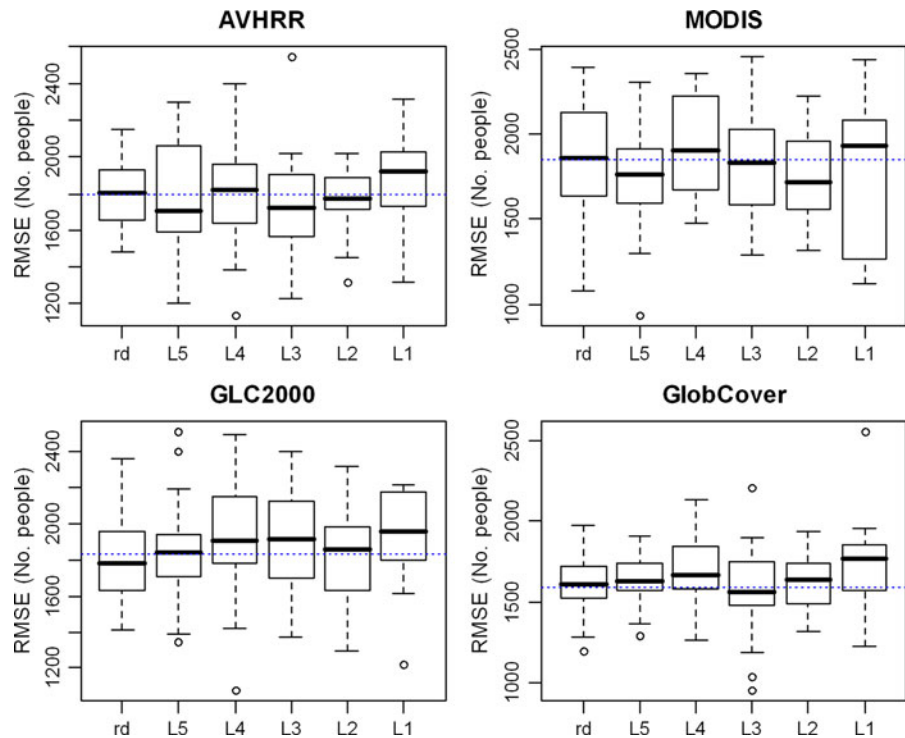 AVHRR
RMSE (No. people)
2400
2000
1600
1200
rd L5 L4 L3 L2 L1
MODIS
RMSE (No. people)
2500
2000
1500
1000
rd L5 L4 L3 L2 L1
GLC2000
RMSE (No. people)
2400
2000
1600
1200
rd L5 L4 L3 L2 L1
GlobCover
RMSE (No. people)
2500
2000
1500
1000
rd L5 L4 L3 L2 L1